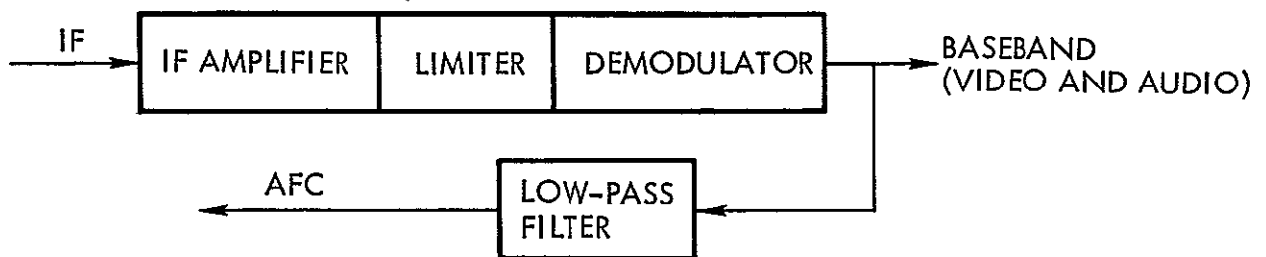 IF
IF AMPLIFIER
LIMITER
DEMODULATOR
BASEBAND
(VIDEO AND AUDIO)
AFC
LOW-PASS
FILTER